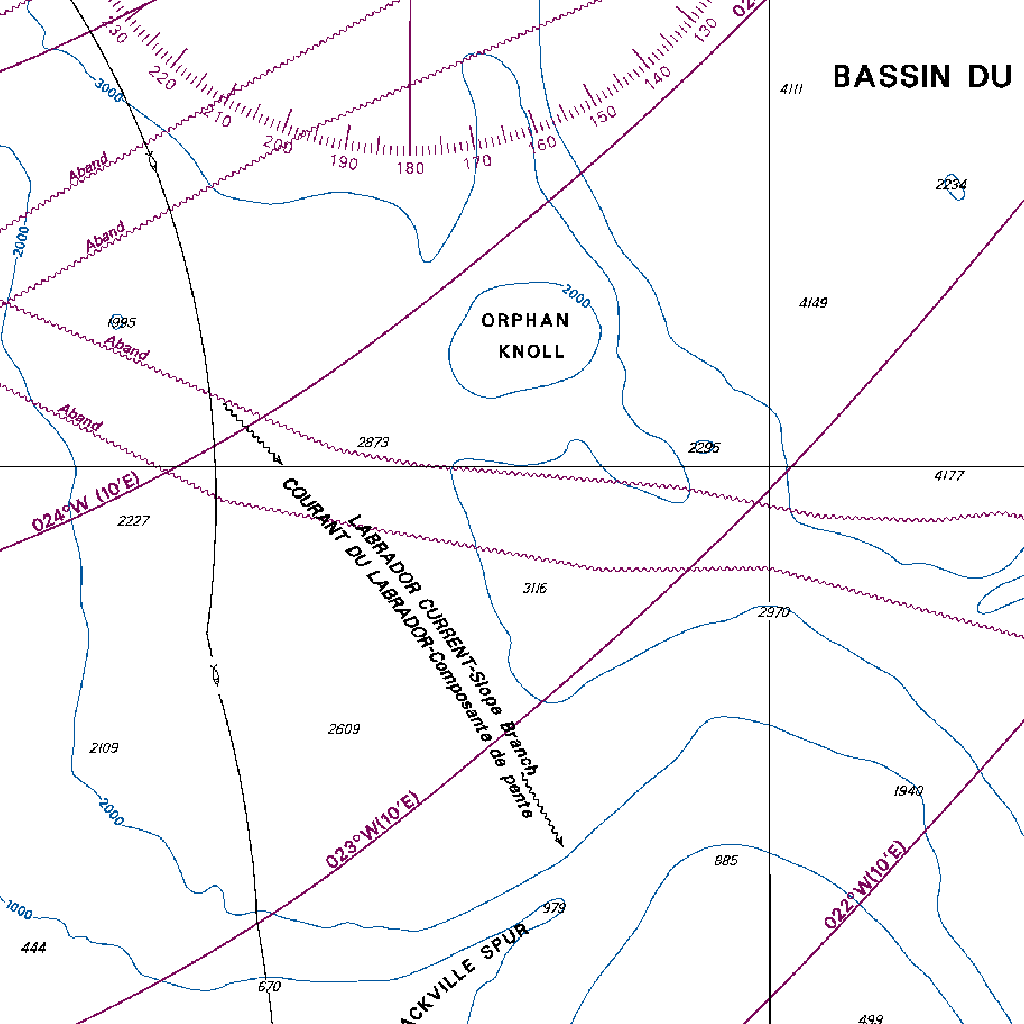 230
220
210
200
190
180
170
160
150
140
130
3000
4111
BASSIN DU
Aband
2234
Aband
2000
2000
4149
1995
ORPHAN
KNOLL
Aband
Aband
2873
2295
4177
024°W (10'E)
2227
COURANT DU LABRADOR-Composante de pente
LABRADOR CURRENT-Slope Branch
3116
2970
2609
2109
1940
2000
023°W(10'E)
885
022°W(10'E)
979
444
ACKVILLE SPUR
670
499